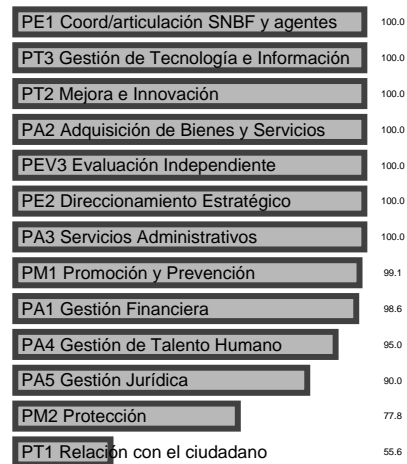 PE1 Coord/articulación SNBF y agentes 100.0
PT3 Gestión de Tecnología e Información 100.0
PT2 Mejora e Innovación 100.0
PA2 Adquisición de Bienes y Servicios 100.0
PEV3 Evaluación Independiente 100.0
PE2 Direccionamiento Estratégico 100.0
PA3 Servicios Administrativos 100.0
PM1 Promoción y Prevención 99.1
PA1 Gestión Financiera 98.6
PA4 Gestión de Talento Humano 95.0
PA5 Gestión Jurídica 90.0
PM2 Protección 77.8
PT1 Relación con el ciudadano 55.6